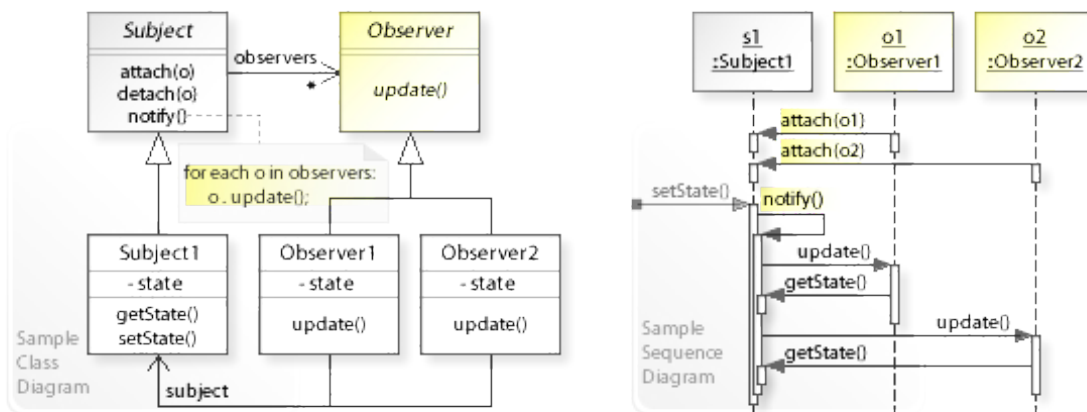 Subject
attach(o)
detach(o)
notify()
observers
*
Observer
update()
for each o in observers:
o . update();
Subject1
- state
getState()
setState()
Observer1
- state
update()
Observer2
- state
update()
subject
Sample
Class
Diagram
s1
:Subject1
o1
:Observer1
o2
:Observer2
attach(o1)
attach(o2)
setState()
notify()
update()
getState()
update()
getState()
Sample
Sequence
Diagram